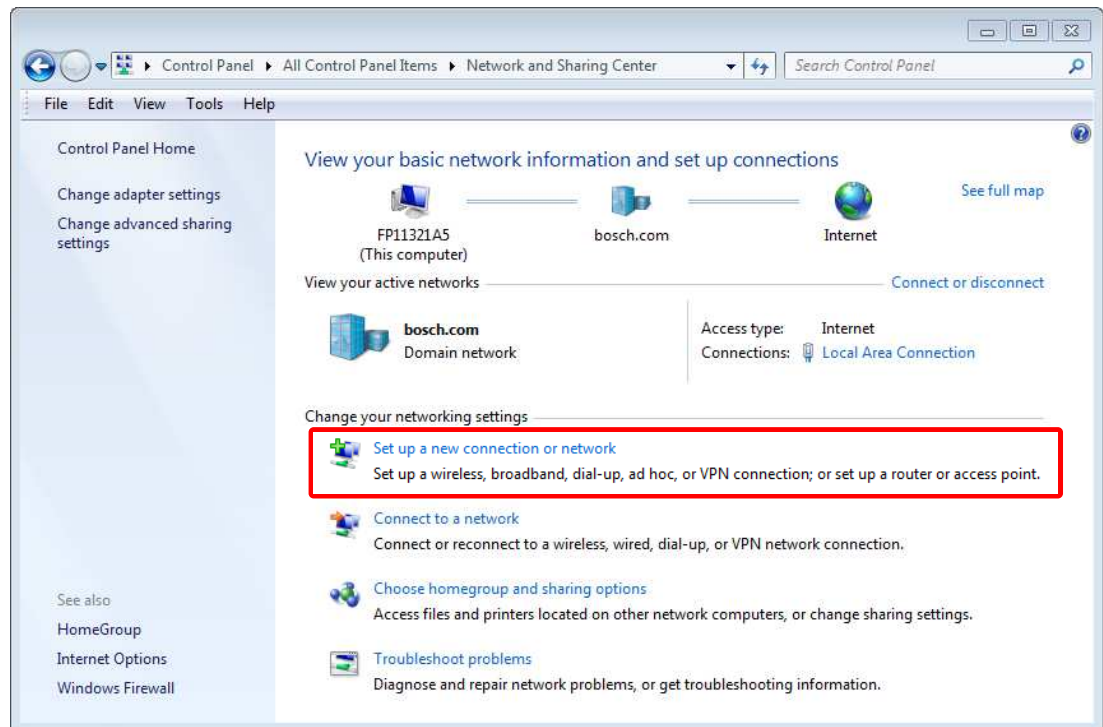 Control Panel ▸ All Control Panel Items ▸ Network and Sharing Center
Search Control Panel
File Edit View Tools Help
Control Panel Home
Change adapter settings
Change advanced sharing
settings
See also
HomeGroup
Internet Options
Windows Firewall
View your basic network information and set up connections
See full map
FP11321A5
(This computer)
bosch.com
Internet
View your active networks
Connect or disconnect
bosch.com
Domain network
Access type: Internet
Connections: Local Area Connection
Change your networking settings
Set up a new connection or network
Set up a wireless, broadband, dial-up, ad hoc, or VPN connection; or set up a router or access point.
Connect to a network
Connect or reconnect to a wireless, wired, dial-up, or VPN network connection.
Choose homegroup and sharing options
Access files and printers located on other network computers, or change sharing settings.
Troubleshoot problems
Diagnose and repair network problems, or get troubleshooting information.